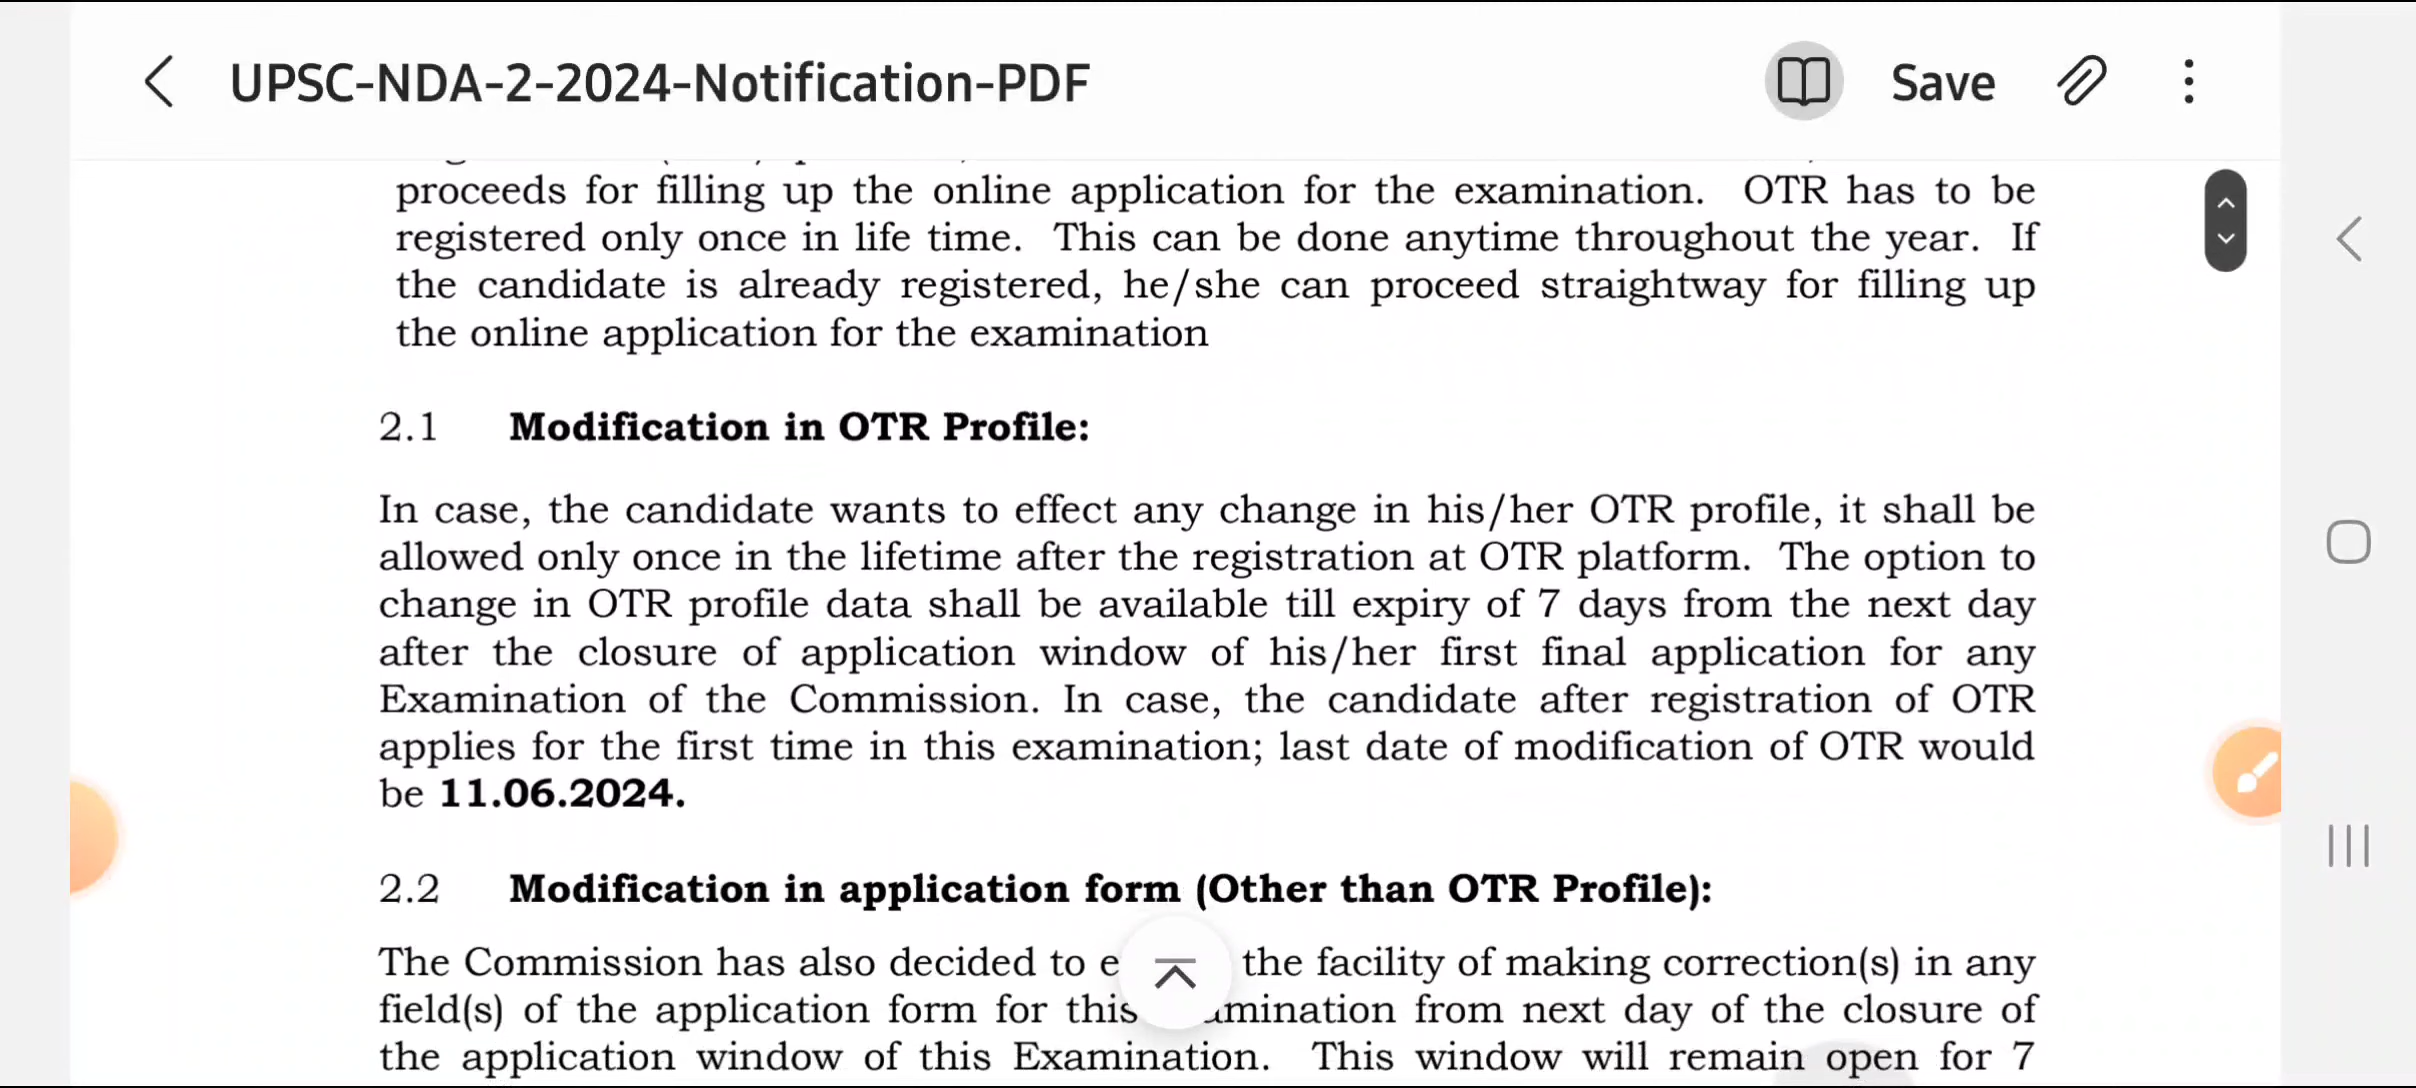 UPSC-NDA-2-2024-Notification-PDF
Save
proceeds for filling up the online application for the examination. OTR has to be
registered only once in life time. This can be done anytime throughout the year. If
the candidate is already registered, he/she can proceed straightway for filling up
the online application for the examination
2.1 Modification in OTR Profile:
In case, the candidate wants to effect any change in his/her OTR profile, it shall be
allowed only once in the lifetime after the registration at OTR platform. The option to
change in OTR profile data shall be available till expiry of 7 days from the next day
after the closure of application window of his/her first final application for any
Examination of the Commission. In case, the candidate after registration of OTR
applies for the first time in this examination; last date of modification of OTR would
be 11.06.2024.
2.2 Modification in application form (Other than OTR Profile):
The Commission has also decided to the facility of making correction(s) in any
field(s) of the application form for this from next day of the closure of
the application window of this Examination. This window will remain open for 7